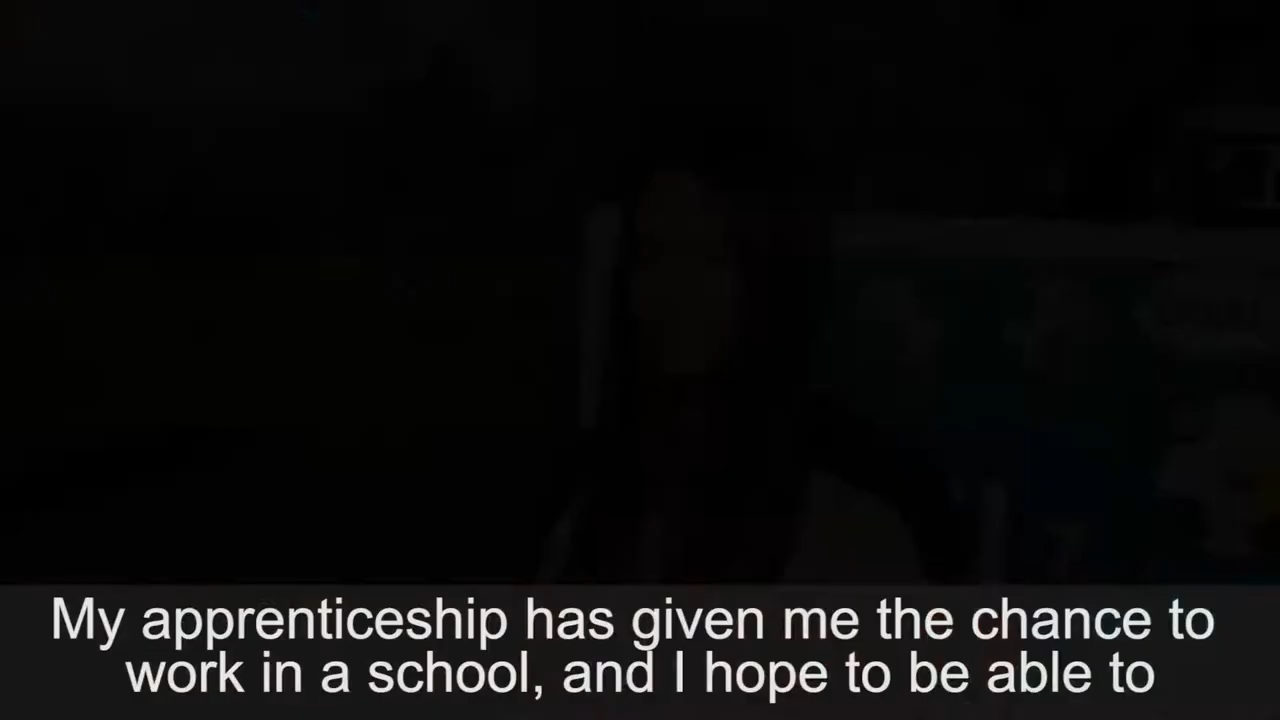 My apprenticeship has given me the chance to
work in a school, and I hope to be able to